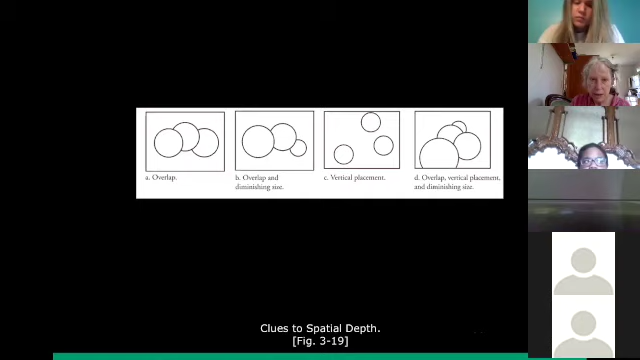 a. Overlap.
b. Overlap and
diminishing size.
c. Vertical placement.
d. Overlap, vertical placement,
and diminishing size.
Clues to Spatial Depth.
[Fig. 3-19]